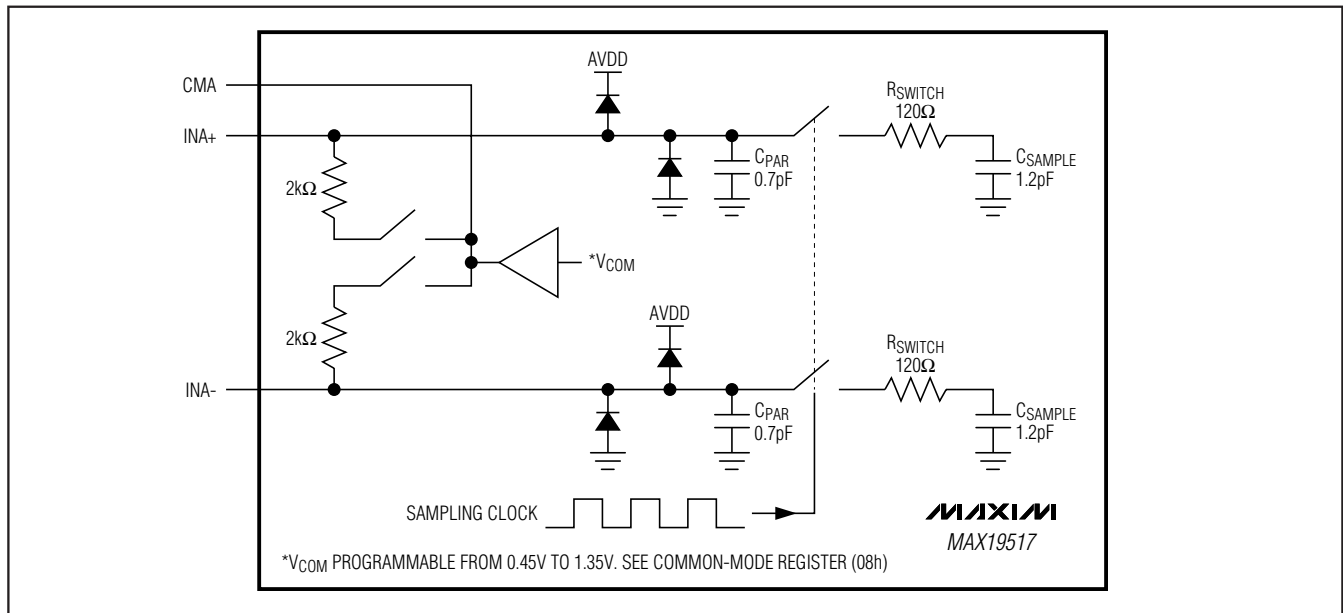 AVDD
CMA
RSWITCH
120Ω
INA+
CPAR
0.7pF
CSAMPLE
1.2pF
2kΩ
*VCOM
AVDD
2kΩ
RSWITCH
120Ω
INA-
CPAR
0.7pF
CSAMPLE
1.2pF
SAMPLING CLOCK
MAXIM
MAX19517
*VCOM PROGRAMMABLE FROM 0.45V TO 1.35V. SEE COMMON-MODE REGISTER (08h)